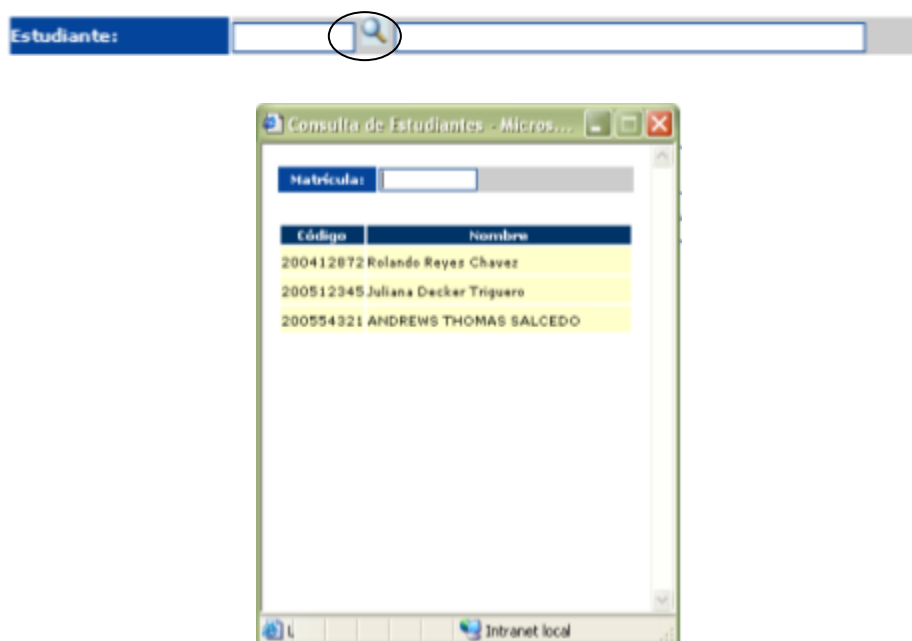 Estudiante:
Consulta de Estudiantes - Micros...
Matrícula:
Código Nombre
200412872 Rolando Reyes Chavez
200512345 Juliana Decker Triguero
200554321 ANDREWS THOMAS SALCEDO
Intranet local